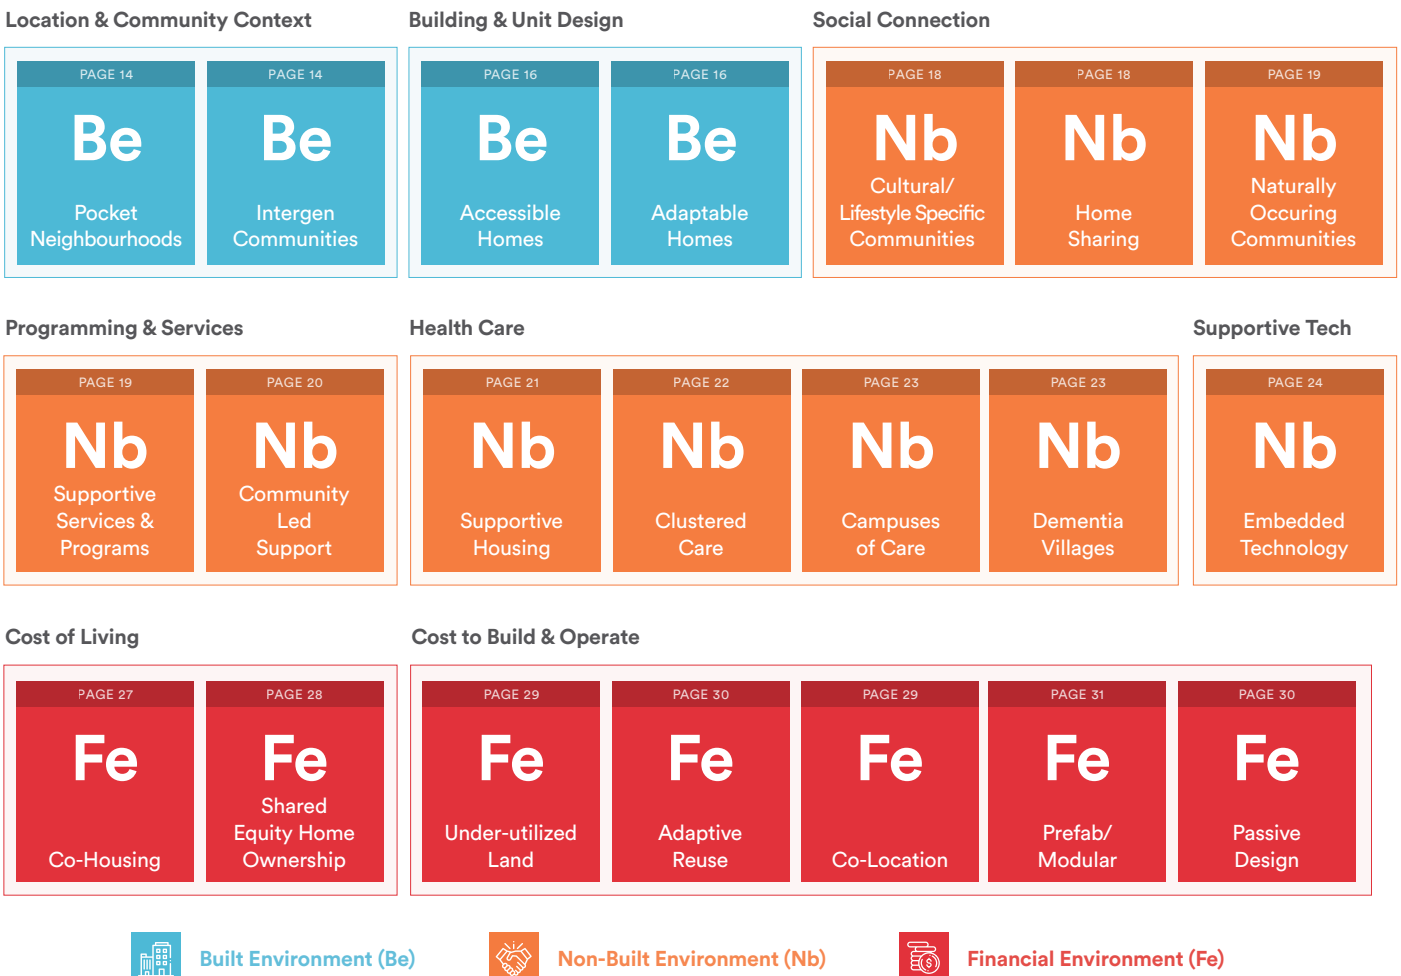 Location & Community Context
PAGE 14
Be
Pocket
Neighbourhoods
PAGE 14
Be
Intergen
Communities
Building & Unit Design
PAGE 16
Be
Accessible
Homes
PAGE 16
Be
Adaptable
Homes
Social Connection
PAGE 18
Nb
Cultural/
Lifestyle Specific
Communities
PAGE 18
Nb
Home
Sharing
PAGE 19
Nb
Naturally
Occuring
Communities
Programming & Services
PAGE 19
Nb
Supportive
Services &
Programs
PAGE 20
Nb
Community
Led
Support
Health Care
PAGE 21
Nb
Supportive
Housing
PAGE 22
Nb
Clustered
Care
PAGE 23
Nb
Campuses
of Care
PAGE 23
Nb
Dementia
Villages
Supportive Tech
PAGE 24
Nb
Embedded
Technology
Cost of Living
PAGE 27
Fe
Co-Housing
PAGE 28
Fe
Shared
Equity Home
Ownership
Cost to Build & Operate
PAGE 29
Fe
Under-utilized
Land
PAGE 30
Fe
Adaptive
Reuse
PAGE 29
Fe
Co-Location
PAGE 31
Fe
Prefab/
Modular
PAGE 30
Fe
Passive
Design
Built Environment (Be)
Non-Built Environment (Nb)
$
Financial Environment (Fe)